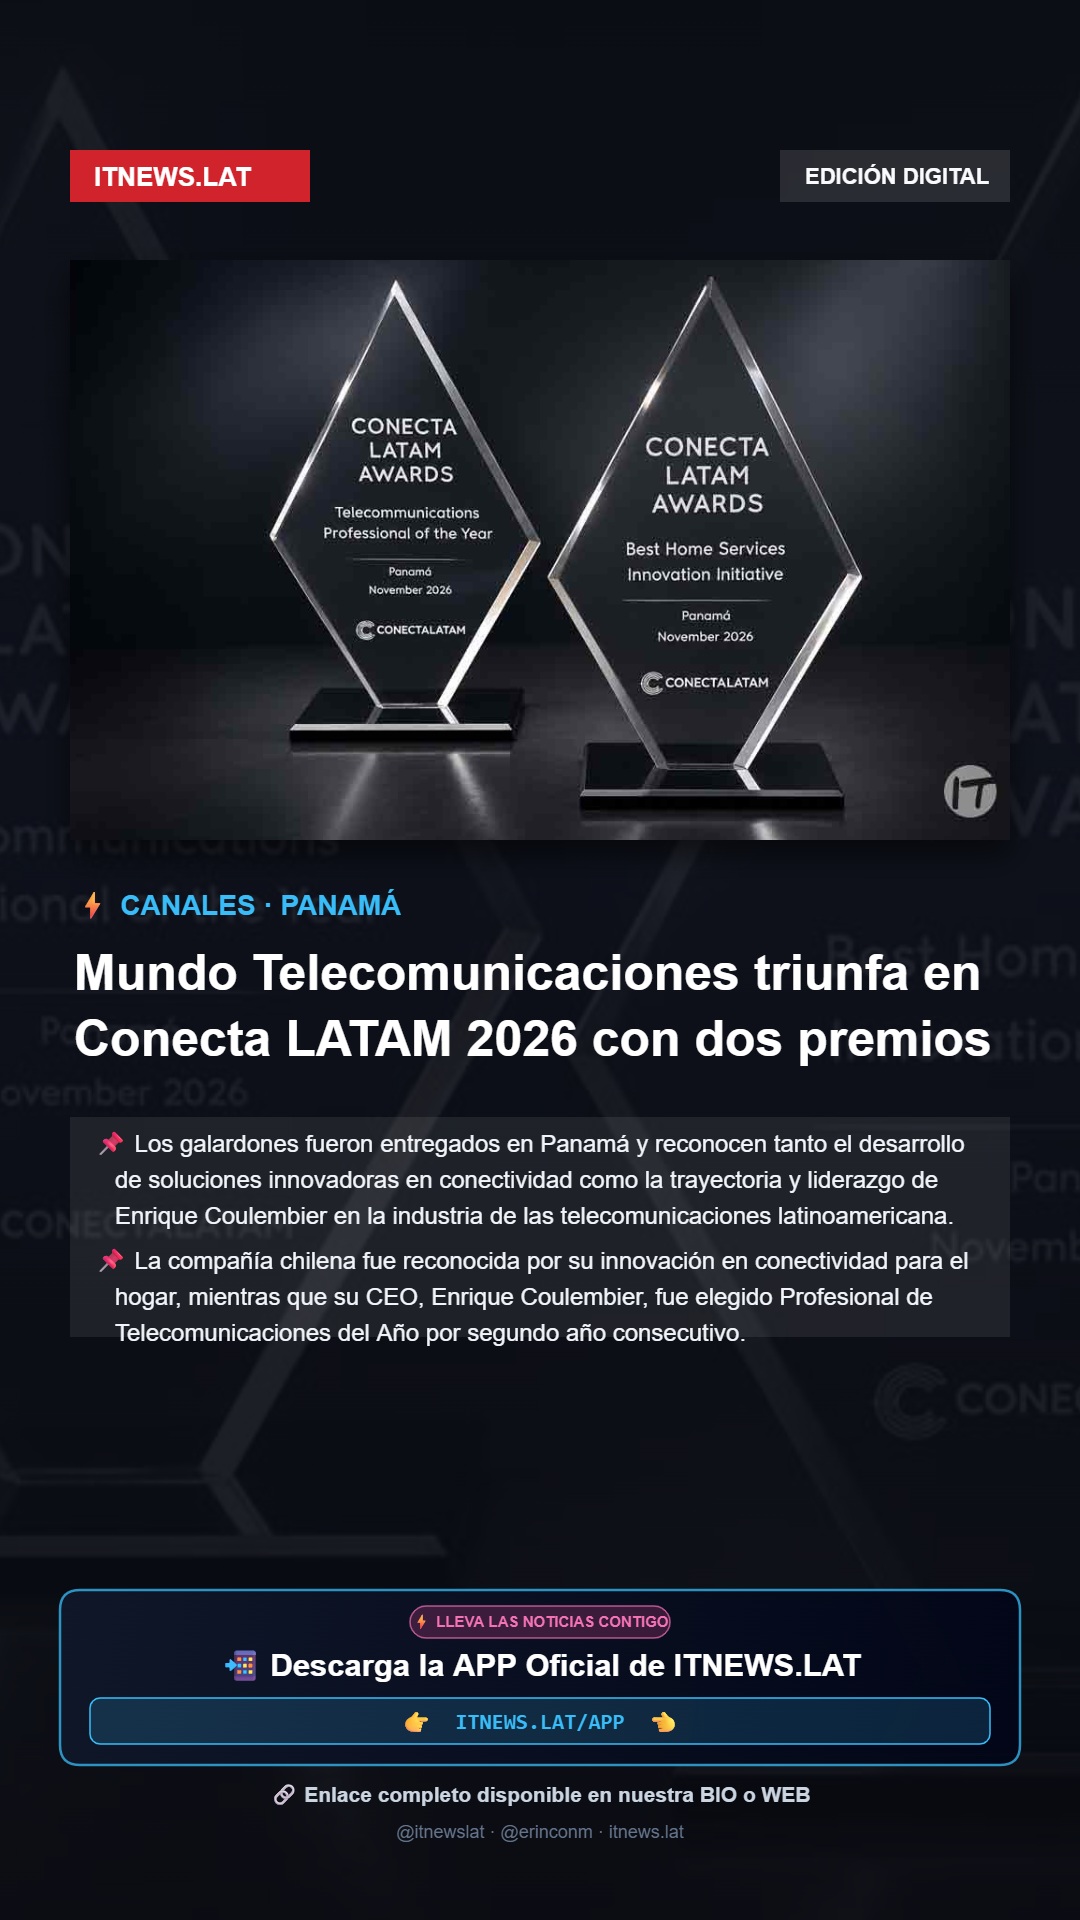 ITNEWS.LAT
EDICIÓN DIGITAL
CONECTA
LATAM
AWARDS
Telecommunications
Professional of the Year
Panamá
November 2026
CONECTALATAM
CONECTA
LATAM
AWARDS
Best Home Services
Innovation Initiative
Panamá
November 2026
CONECTALATAM
IT
⚡ CANALES · PANAMÁ
Mundo Telecomunicaciones triunfa en
Conecta LATAM 2026 con dos premios
📌 Los galardones fueron entregados en Panamá y reconocen tanto el desarrollo
de soluciones innovadoras en conectividad como la trayectoria y liderazgo de
Enrique Coulembier en la industria de las telecomunicaciones latinoamericana.
📌 La compañía chilena fue reconocida por su innovación en conectividad para el
hogar, mientras que su CEO, Enrique Coulembier, fue elegido Profesional de
Telecomunicaciones del Año por segundo año consecutivo.
⚡ LLEVA LAS NOTICIAS CONTIGO
📲 Descarga la APP Oficial de ITNEWS.LAT
👉 ITNEWS.LAT/APP 👈
🔗 Enlace completo disponible en nuestra BIO o WEB
@itnewslat · @erinconm · itnews.lat